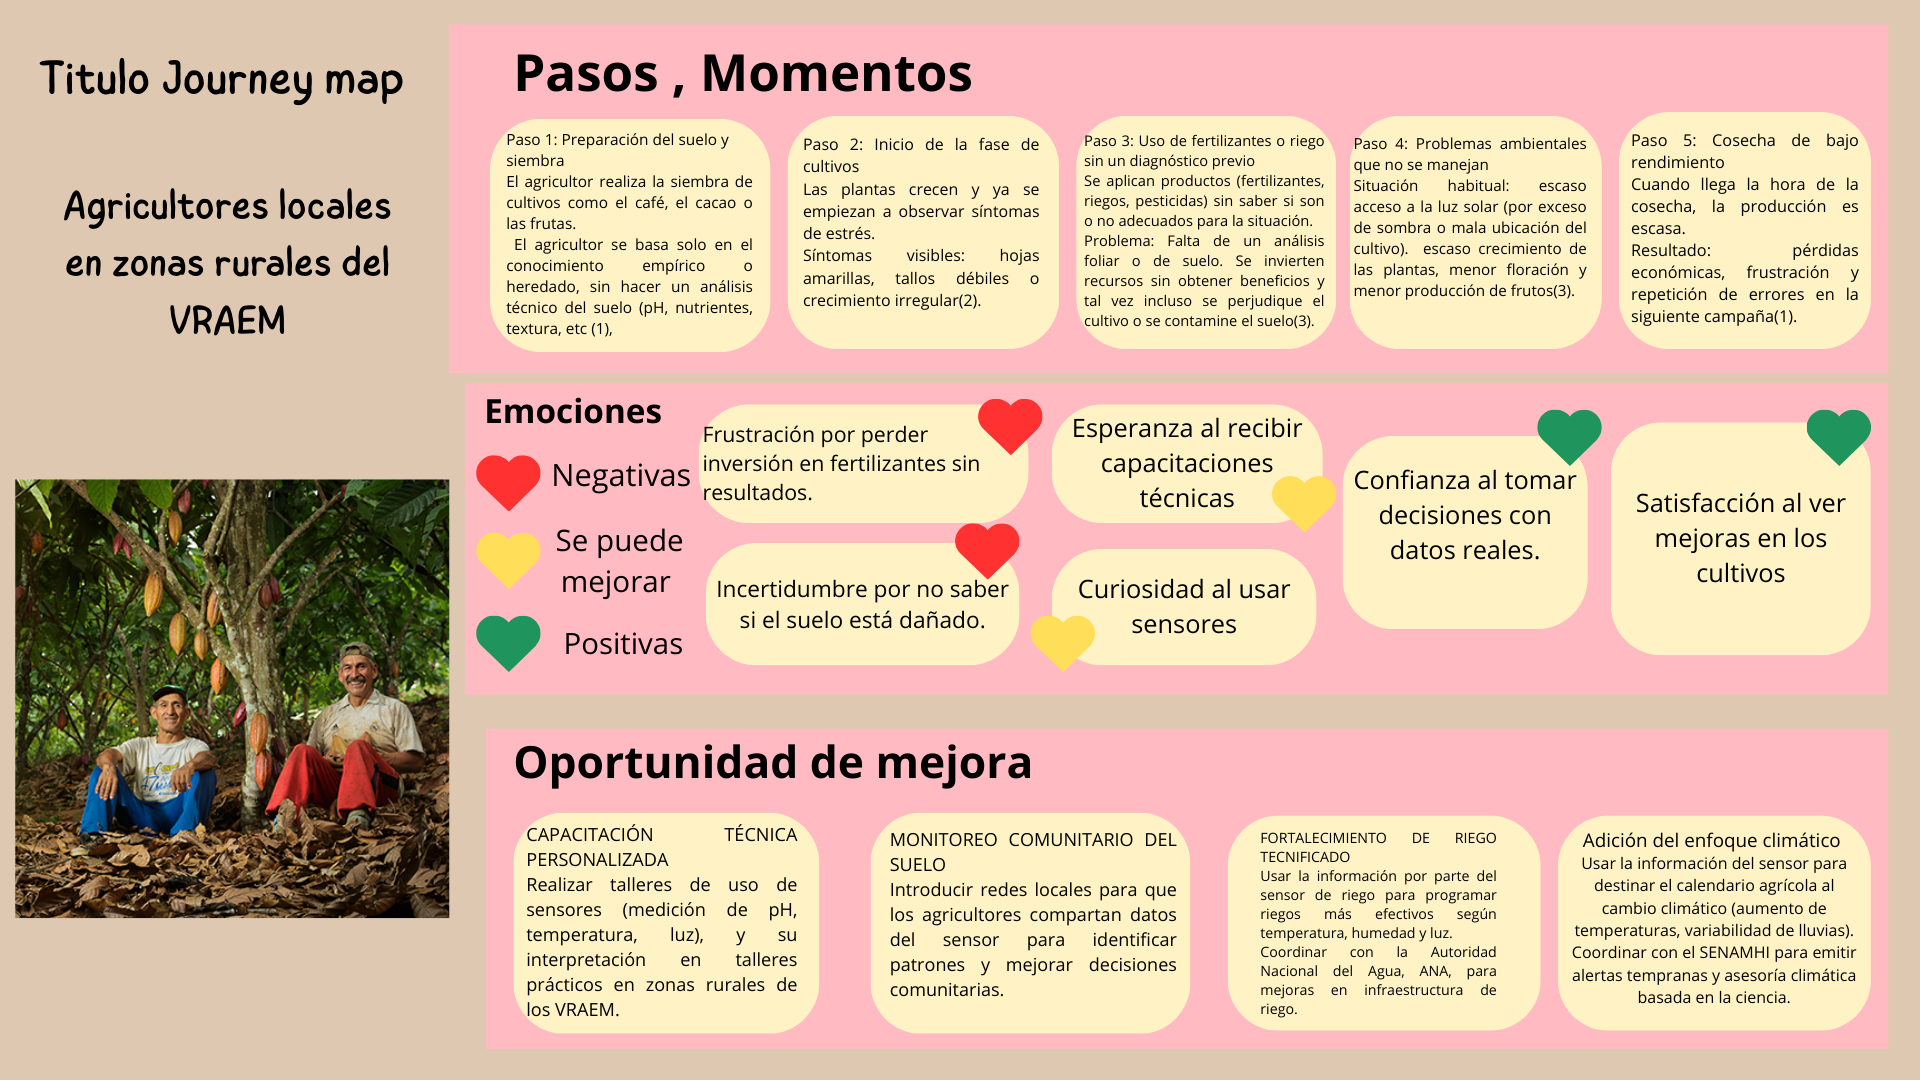 Titulo Journey map
Agricultores locales
en zonas rurales del
VRAEM
Pasos , Momentos
Paso 1: Preparación del suelo y
siembra
El agricultor realiza la siembra de
cultivos como el café, el cacao o
las frutas.
El agricultor se basa solo en el
conocimiento empírico o
heredado, sin hacer un análisis
técnico del suelo (pH, nutrientes,
textura, etc (1),
Paso 2: Inicio de la fase de
cultivos
Las plantas crecen y ya se
empiezan a observar síntomas
de estrés.
Síntomas visibles: hojas
amarillas, tallos débiles o
crecimiento irregular(2).
Paso 3: Uso de fertilizantes o riego
sin un diagnóstico previo
Se aplican productos (fertilizantes,
riegos, pesticidas) sin saber si son
o no adecuados para la situación.
Problema: Falta de un análisis
foliar o de suelo. Se invierten
recursos sin obtener beneficios y
tal vez incluso se perjudique el
cultivo o se contamine el suelo(3).
Paso 4: Problemas ambientales
que no se manejan
Situación habitual: escaso
acceso a la luz solar (por exceso
de sombra o mala ubicación del
cultivo). escaso crecimiento de
las plantas, menor floración y
menor producción de frutos(3).
Paso 5: Cosecha de bajo
rendimiento
Cuando llega la hora de la
cosecha, la producción es
escasa.
Resultado: pérdidas
económicas, frustración y
repetición de errores en la
siguiente campaña(1).
Emociones
Negativas
Se puede
mejorar
Positivas
Frustración por perder
inversión en fertilizantes sin
resultados.
Incertidumbre por no saber
si el suelo está dañado.
Esperanza al recibir
capacitaciones
técnicas
Curiosidad al usar
sensores
Confianza al tomar
decisiones con
datos reales.
Satisfacción al ver
mejoras en los
cultivos
Oportunidad de mejora
CAPACITACIÓN TÉCNICA
PERSONALIZADA
Realizar talleres de uso de
sensores (medición de pH,
temperatura, luz), y su
interpretación en talleres
prácticos en zonas rurales de
los VRAEM.
MONITOREO COMUNITARIO DEL
SUELO
Introducir redes locales para que
los agricultores compartan datos
del sensor para identificar
patrones y mejorar decisiones
comunitarias.
FORTALECIMIENTO DE RIEGO
TECNIFICADO
Usar la información por parte del
sensor de riego para programar
riegos más efectivos según
temperatura, humedad y luz.
Coordinar con la Autoridad
Nacional del Agua, ANA, para
mejoras en infraestructura de
riego.
Adición del enfoque climático
Usar la información del sensor para
destinar el calendario agrícola al
cambio climático (aumento de
temperaturas, variabilidad de lluvias).
Coordinar con el SENAMHI para emitir
alertas tempranas y asesoría climática
basada en la ciencia.